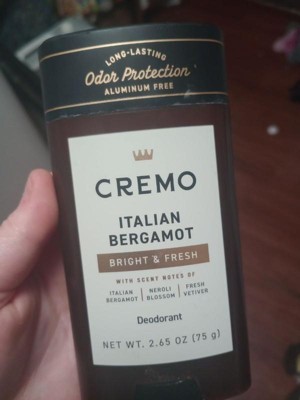 LONG-LASTING
Odor Protection
ALUMINUM FREE
CREMO
ITALIAN
BERGAMOT
BRIGHT & FRESH
WITH SCENT NOTES OF
ITALIAN BERGAMOT | NEROLI BLOSSOM | FRESH VETIVER
Deodorant
NET WT. 2.65 OZ (75 g)